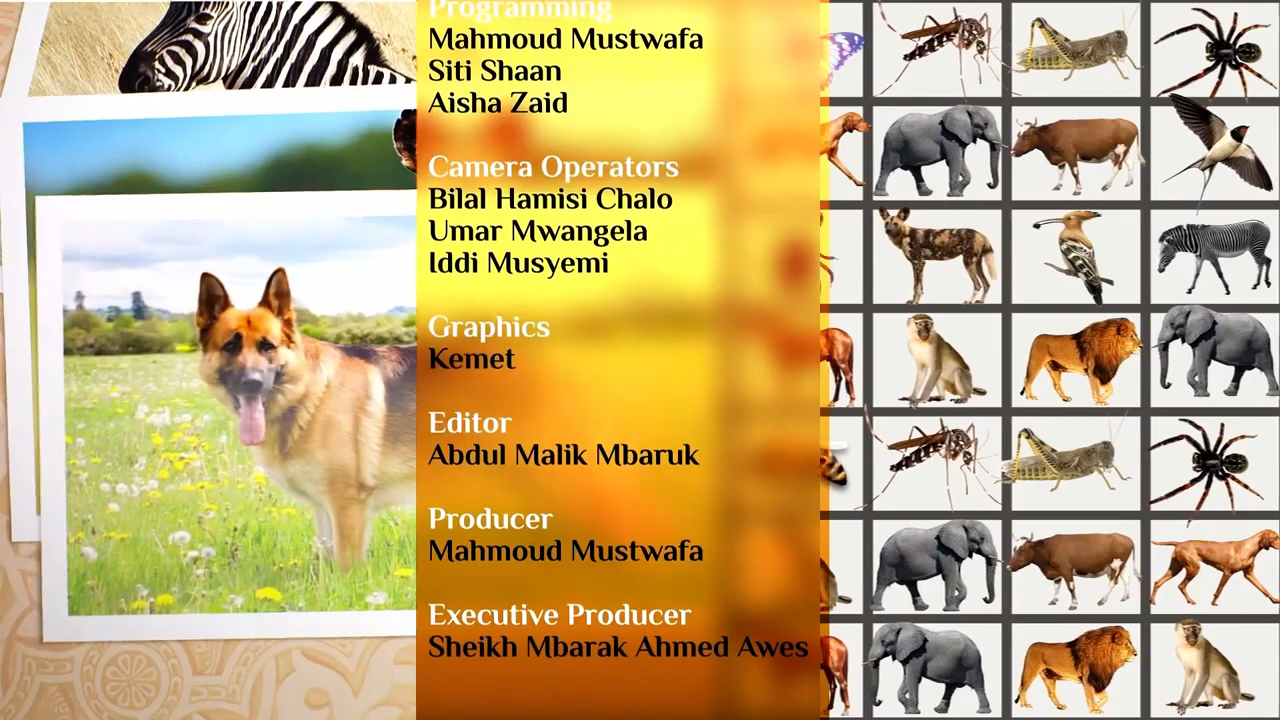 Programming
Mahmoud Mustwafa
Siti Shaan
Aisha Zaid
Camera Operators
Bilal Hamisi Chalo
Umar Mwangela
Iddi Musyemi
Graphics
Kemet
Editor
Abdul Malik Mbaruk
Producer
Mahmoud Mustwafa
Executive Producer
Sheikh Mbarak Ahmed Awes